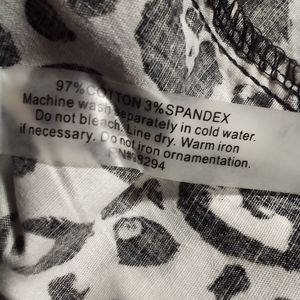 97%COTTON 3%SPANDEX
Machine wash separately in cold water.
Do not bleach. Line dry. Warm iron
if necessary. Do not iron ornamentation.